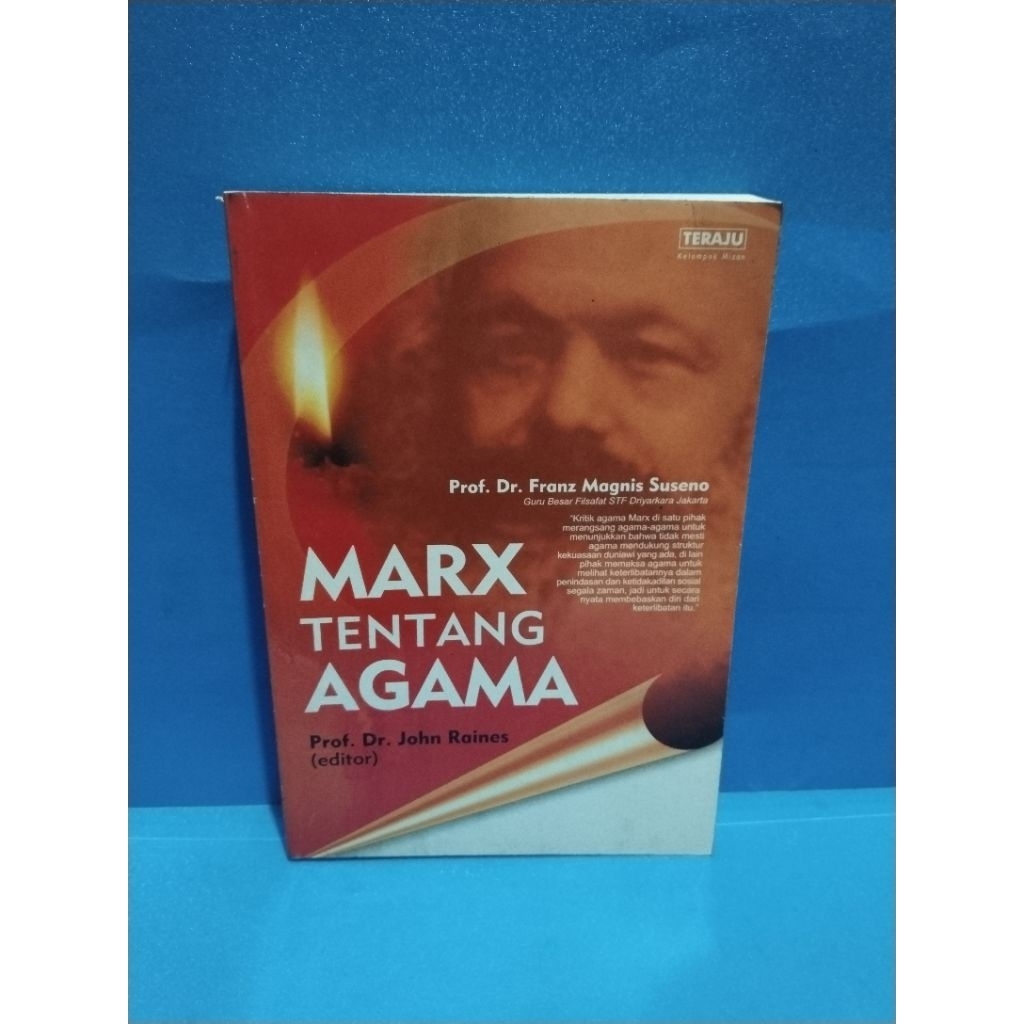 TERAJU
Kelompok Mizan
Prof. Dr. Franz Magnis Suseno
Guru Besar Filsafat STF Driyarkara Jakarta
"Kritik agama Marx di satu pihak
merangsang agama-agama untuk
menunjukkan bahwa tidak mesti
agama mendukung struktur
kekuasaan duniawi yang ada, di lain
pihak memaksa agama untuk
melihat keterlibatannya dalam
penindasan dan ketidakadilan sosial
segala zaman, jadi untuk secara
nyata membebaskan diri dari
keterlibatan itu."
MARX
TENTANG
AGAMA
Prof. Dr. John Raines
(editor)